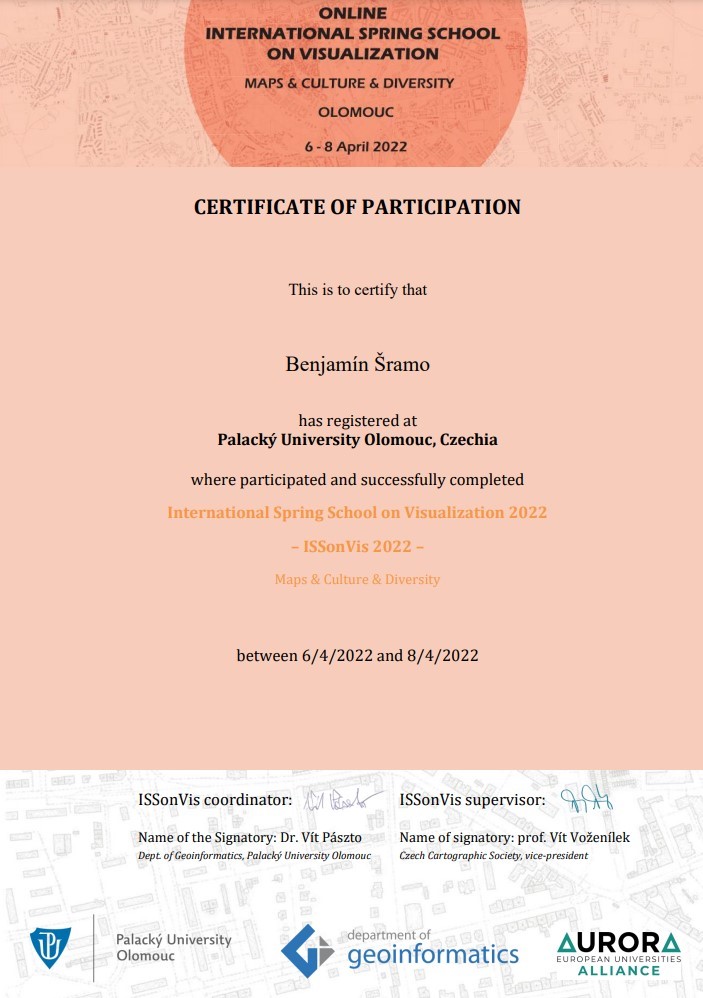 ONLINE
INTERNATIONAL SPRING SCHOOL
ON VISUALIZATION
MAPS & CULTURE & DIVERSITY
OLOMOUC
6 - 8 April 2022
CERTIFICATE OF PARTICIPATION
This is to certify that
Benjamín Šramo
has registered at
Palacký University Olomouc, Czechia
where participated and successfully completed
International Spring School on Visualization 2022
– ISSonVis 2022 –
Maps & Culture & Diversity
between 6/4/2022 and 8/4/2022
ISSonVis coordinator:
Name of the Signatory: Dr. Vít Pászto
Dept. of Geoinformatics, Palacký University Olomouc
ISSonVis supervisor:
Name of signatory: prof. Vít Voženílek
Czech Cartographic Society, vice-president
Palacký University
Olomouc
department of
geoinformatics
AURORA
EUROPEAN UNIVERSITIES
ALLIANCE